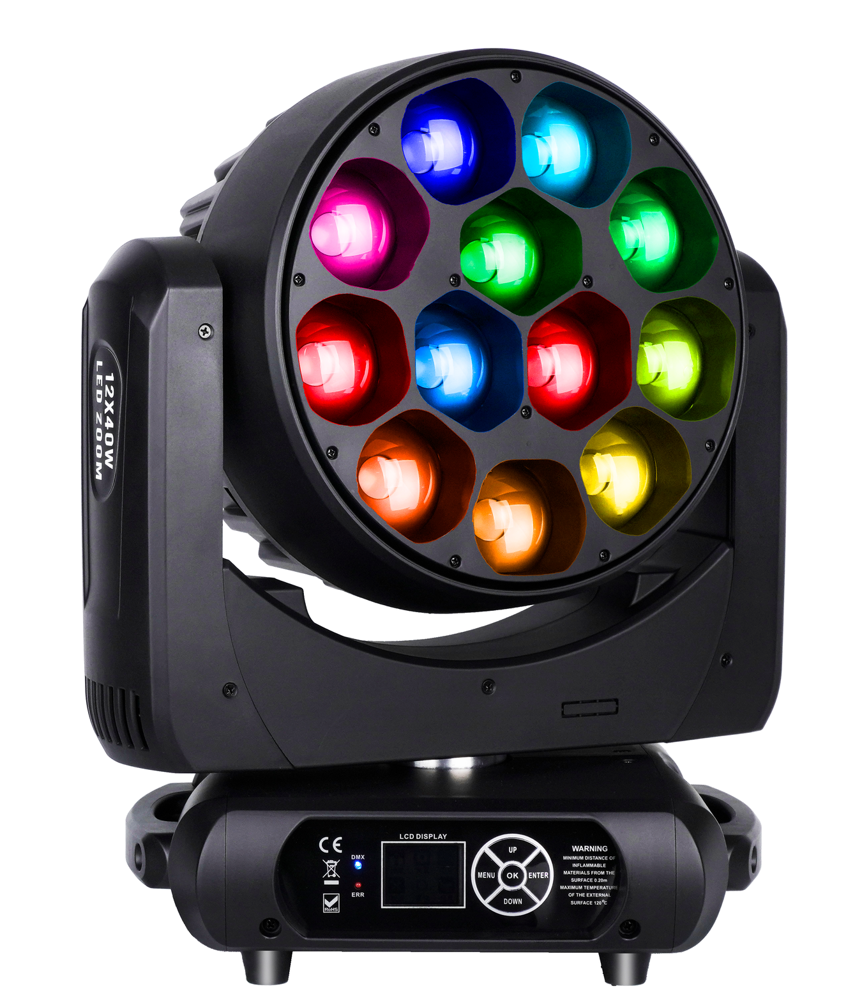 12X40W
LED ZOOM
CE
DMX
ERR
RoHS
LCD DISPLAY
UP
MENU
OK
ENTER
DOWN
WARNING
MINIMUM DISTANCE OF
INFLAMMABLE
MATERIALS FROM THE
SURFACE 0.20m
MAXIMUM TEMPERATURE
OF THE EXTERNAL
SURFACE 120°C